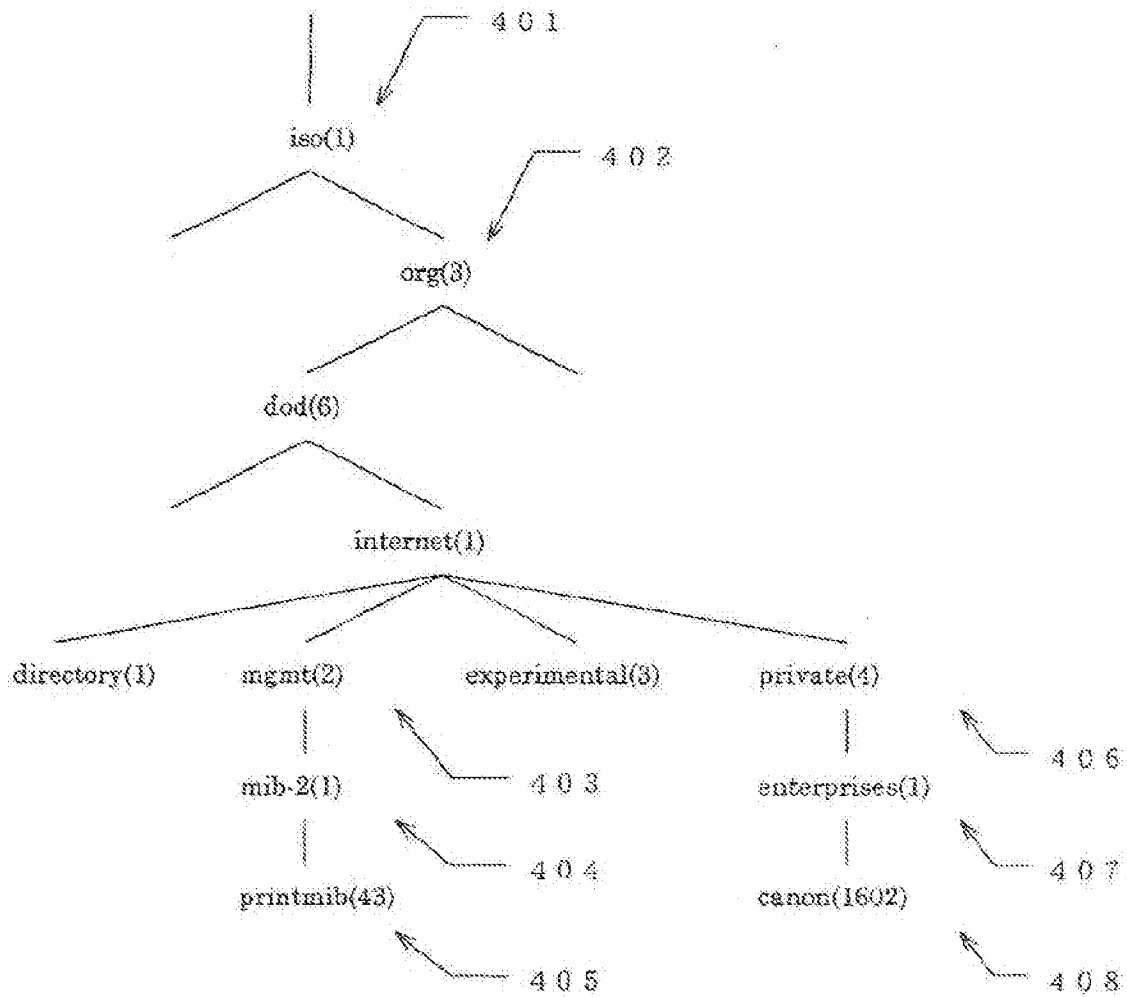 401
iso(1)
402
org(3)
dod(6)
internet(1)
directory(1) mgmt(2) experimental(3) private(4)
406
mib-2(1) 403 enterprises(1)
404 407
printmib(43) canon(1602)
405 408